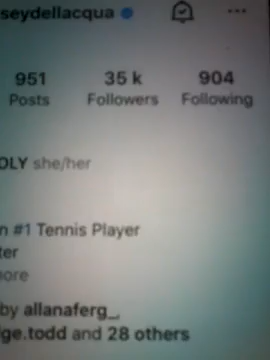 seydellacqua
951 35 k 904
Posts Followers Following
OLY she/her
n #1 Tennis Player
ter
ore
by allanaferg_
ge.todd and 28 others